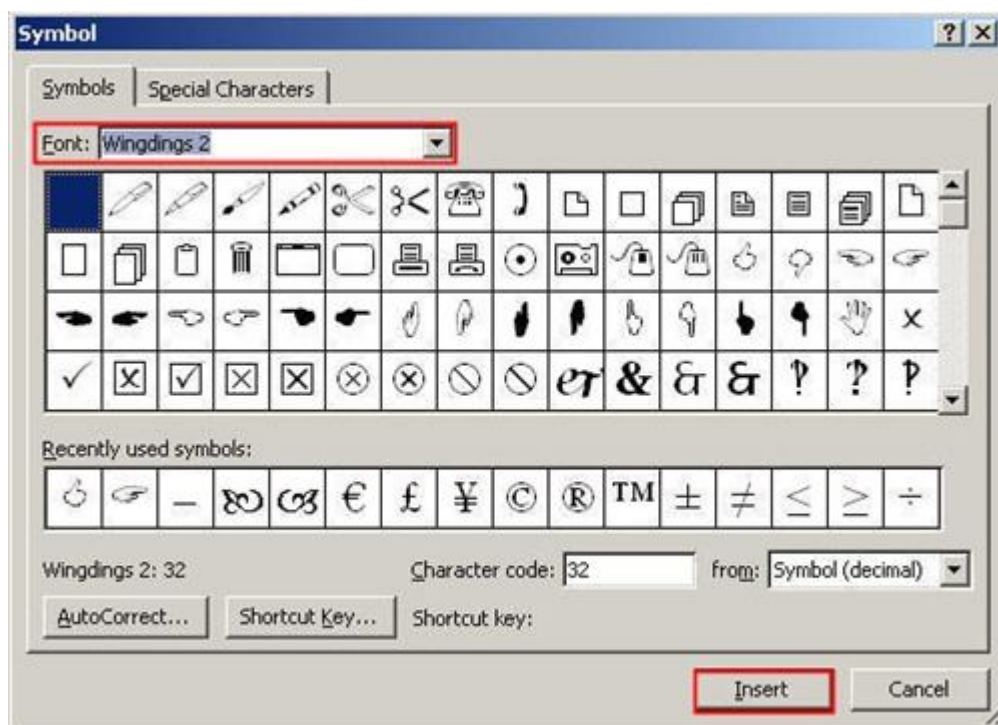 Symbol
Symbols Special Characters
Font: Wingdings 2
Recently used symbols:
€ £ ¥ © ® TM ± ≠ ≤ ≥ ÷
Wingdings 2: 32 Character code: 32 from: Symbol (decimal)
AutoCorrect... Shortcut Key... Shortcut key:
Insert Cancel